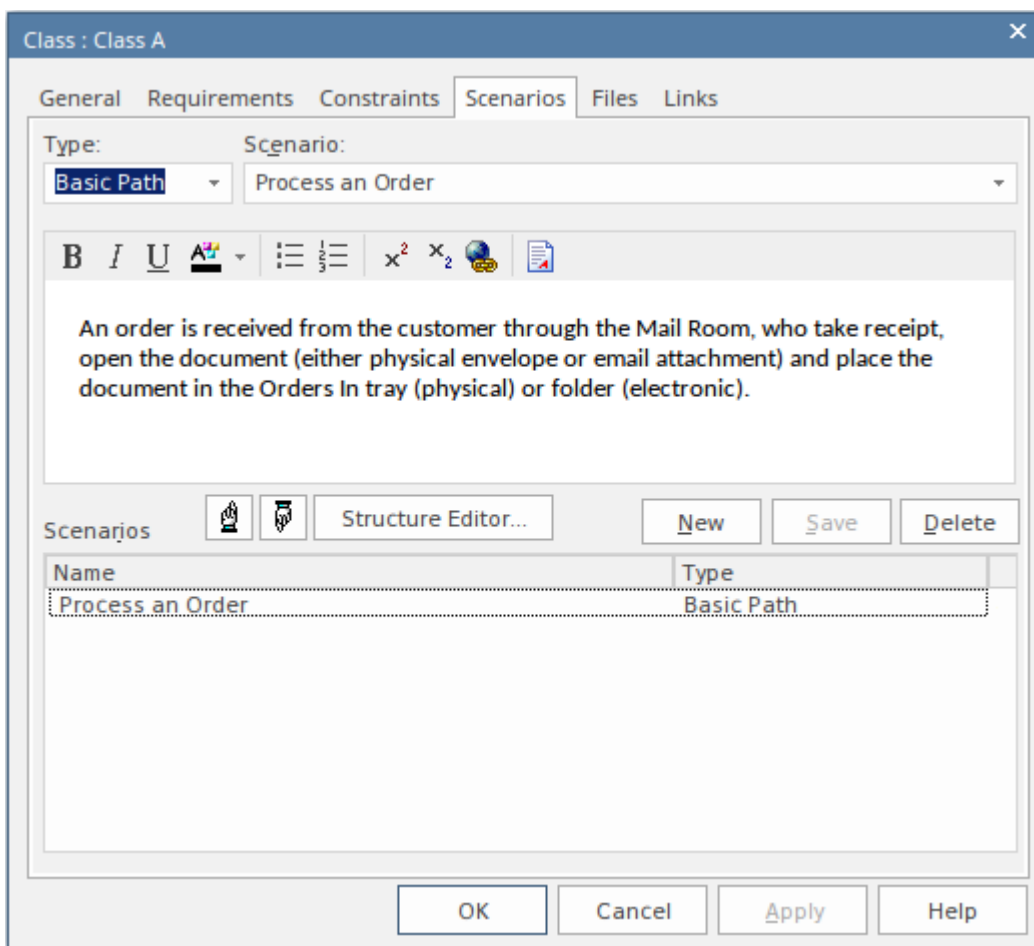 Class : Class A
General Requirements Constraints Scenarios Files Links
Type: Scenario:
Basic Path Process an Order
B I U A x² x₂
An order is received from the customer through the Mail Room, who take receipt,
open the document (either physical envelope or email attachment) and place the
document in the Orders In tray (physical) or folder (electronic).
Scenarios Structure Editor... New Save Delete
Name Type
Process an Order Basic Path
OK Cancel Apply Help